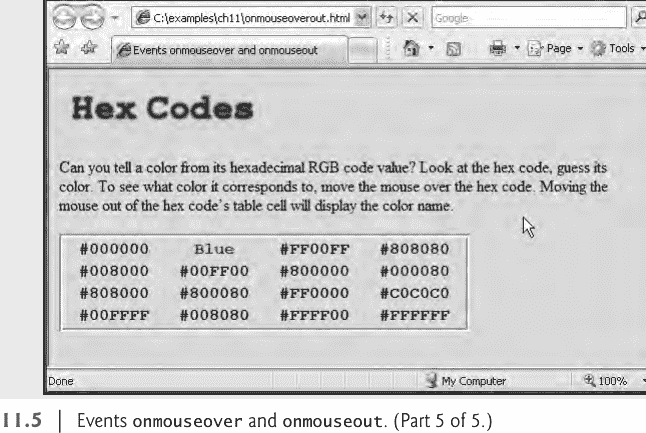 C:\examples\ch11\onmouseoverout.html
Google
Events onmouseover and onmouseout
Page
Tools
Hex Codes
Can you tell a color from its hexadecimal RGB code value? Look at the hex code, guess its
color. To see what color it corresponds to, move the mouse over the hex code. Moving the
mouse out of the hex code's table cell will display the color name.
#000000 Blue #FF00FF #808080
#008000 #00FF00 #800000 #000080
#808000 #800080 #FF0000 #C0C0C0
#00FFFF #008080 #FFFF00 #FFFFFF
Done
My Computer
100%
11.5 | Events onmouseover and onmouseout. (Part 5 of 5.)